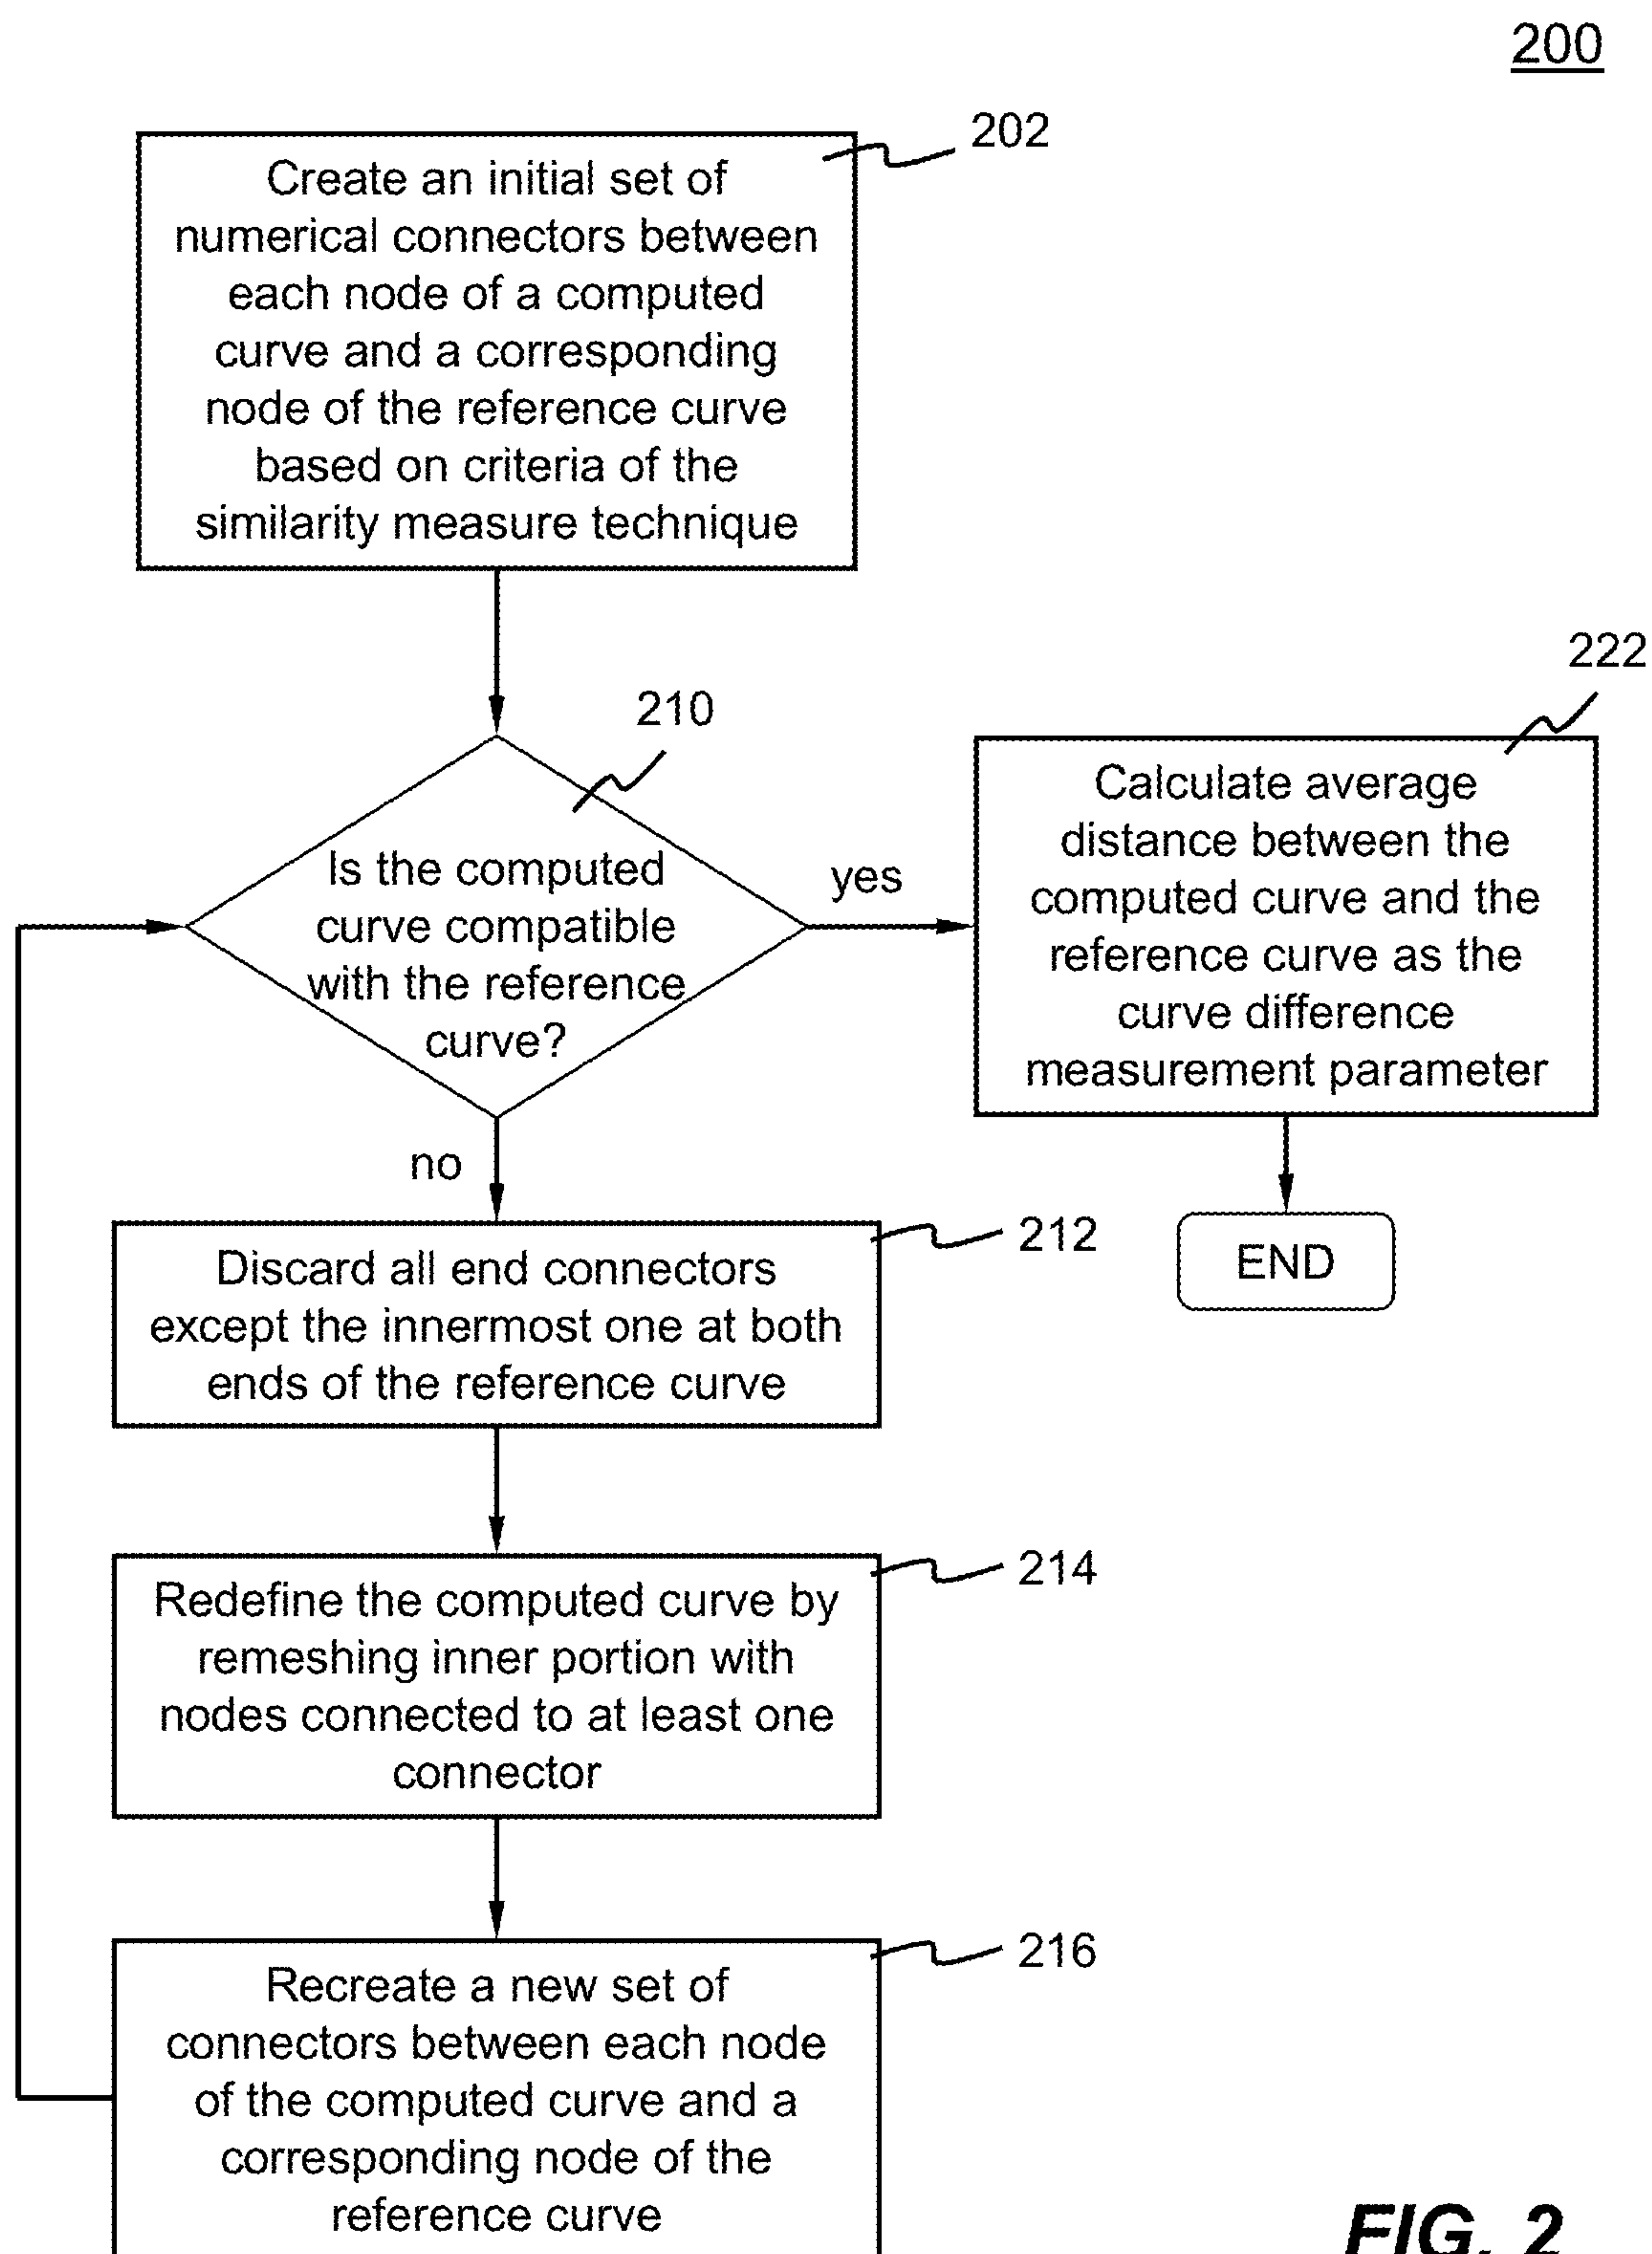 200
202
Create an initial set of
numerical connectors between
each node of a computed
curve and a corresponding
node of the reference curve
based on criteria of the
similarity measure technique
210
Is the computed
curve compatible
with the reference
curve?
yes
222
Calculate average
distance between the
computed curve and the
reference curve as the
curve difference
measurement parameter
END
no
212
Discard all end connectors
except the innermost one at both
ends of the reference curve
214
Redefine the computed curve by
remeshing inner portion with
nodes connected to at least one
connector
216
Recreate a new set of
connectors between each node
of the computed curve and a
corresponding node of the
reference curve
FIG. 2